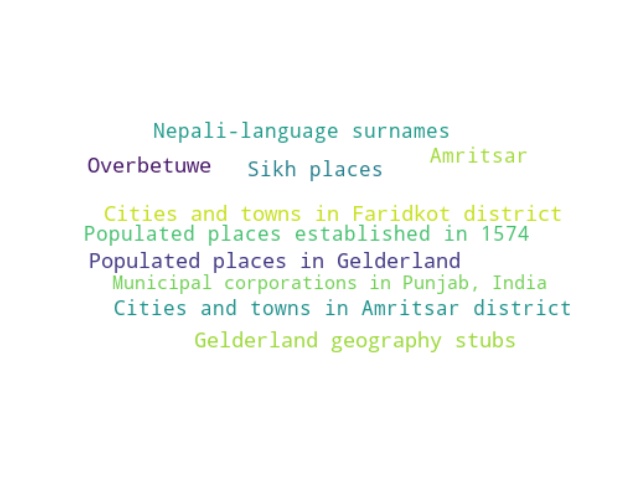 Nepali-language surnames
Amritsar
Overbetuwe
Sikh places
Cities and towns in Faridkot district
Populated places established in 1574
Populated places in Gelderland
Municipal corporations in Punjab, India
Cities and towns in Amritsar district
Gelderland geography stubs